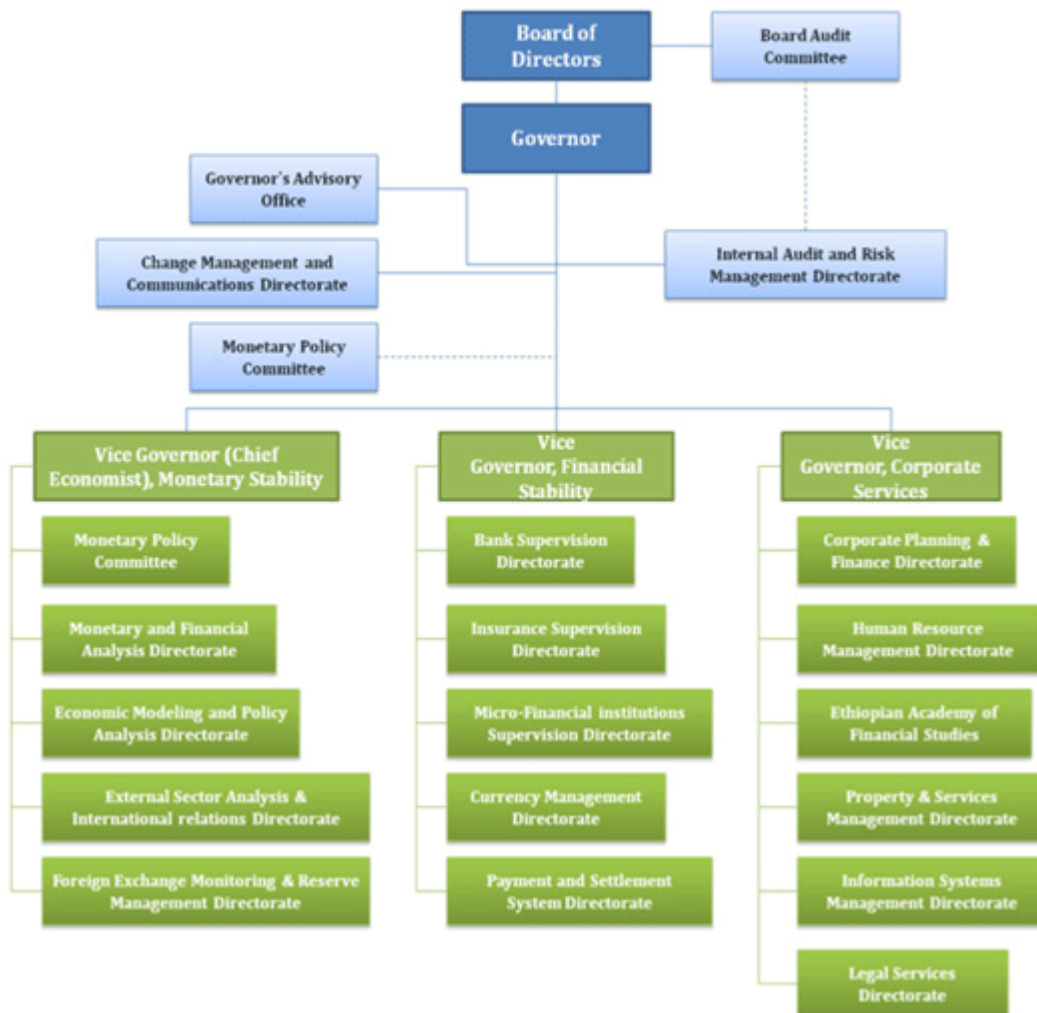 Board of
Directors
Board Audit
Committee
Governor
Governor's Advisory
Office
Change Management and
Communications Directorate
Internal Audit and Risk
Management Directorate
Monetary Policy
Committee
Vice Governor (Chief
Economist), Monetary Stability
Monetary Policy
Committee
Monetary and Financial
Analysis Directorate
Economic Modeling and Policy
Analysis Directorate
External Sector Analysis &
International relations Directorate
Foreign Exchange Monitoring & Reserve
Management Directorate
Vice
Governor, Financial
Stability
Bank Supervision
Directorate
Insurance Supervision
Directorate
Micro-Financial institutions
Supervision Directorate
Currency Management
Directorate
Payment and Settlement
System Directorate
Vice
Governor, Corporate
Services
Corporate Planning &
Finance Directorate
Human Resource
Management Directorate
Ethiopian Academy of
Financial Studies
Property & Services
Management Directorate
Information Systems
Management Directorate
Legal Services
Directorate